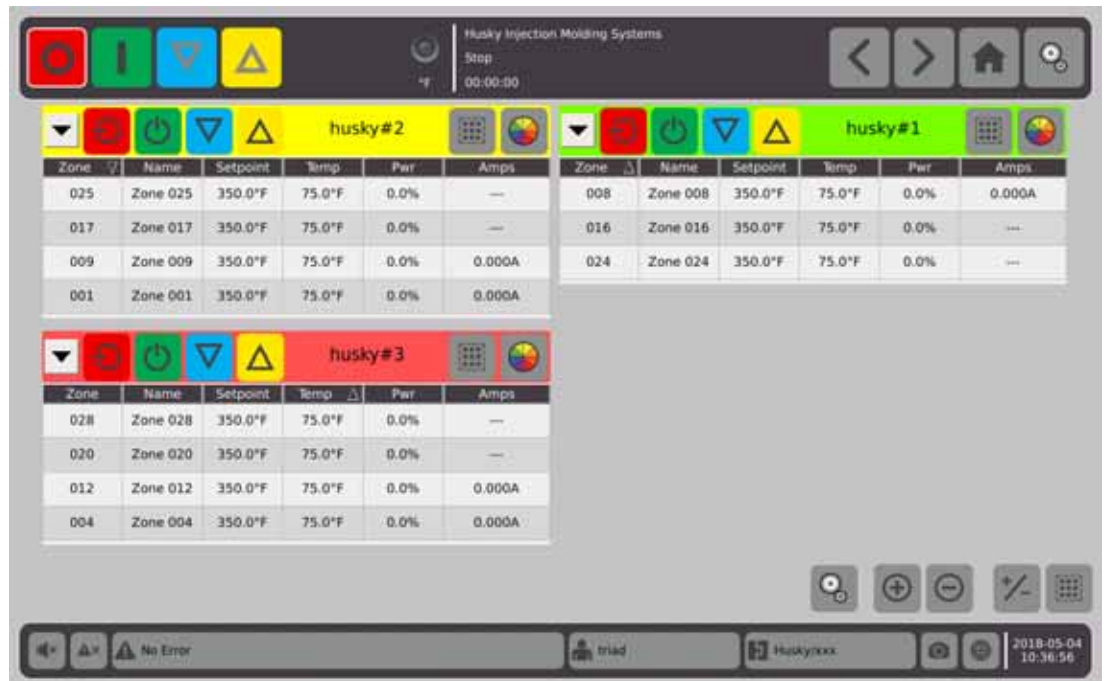 Husky Injection Molding Systems
Stop
°F 00:00:00
husky#2
Zone Name Setpoint Temp Pwr Amps
025 Zone 025 350.0°F 75.0°F 0.0% ---
017 Zone 017 350.0°F 75.0°F 0.0% ---
009 Zone 009 350.0°F 75.0°F 0.0% 0.000A
001 Zone 001 350.0°F 75.0°F 0.0% 0.000A
husky#1
Zone Name Setpoint Temp Pwr Amps
008 Zone 008 350.0°F 75.0°F 0.0% 0.000A
016 Zone 016 350.0°F 75.0°F 0.0% ---
024 Zone 024 350.0°F 75.0°F 0.0% ---
husky#3
Zone Name Setpoint Temp Pwr Amps
028 Zone 028 350.0°F 75.0°F 0.0% ---
020 Zone 020 350.0°F 75.0°F 0.0% ---
012 Zone 012 350.0°F 75.0°F 0.0% 0.000A
004 Zone 004 350.0°F 75.0°F 0.0% 0.000A
+/-
No Error triad Husky/xxx 2018-05-04
10:36:56